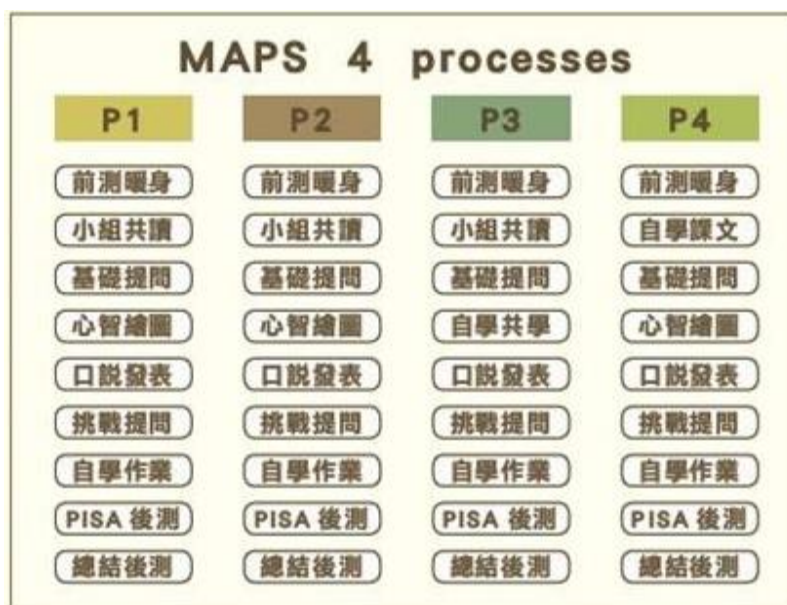 MAPS 4 processes
P1 P2 P3 P4
前測暖身 前測暖身 前測暖身 前測暖身
小組共讀 小組共讀 小組共讀 自學課文
基礎提問 基礎提問 基礎提問 基礎提問
心智繪圖 心智繪圖 自學共學 心智繪圖
口說發表 口說發表 口說發表 口說發表
挑戰提問 挑戰提問 挑戰提問 挑戰提問
自學作業 自學作業 自學作業 自學作業
PISA 後測 PISA 後測 PISA 後測 PISA 後測
總結後測 總結後測 總結後測 總結後測